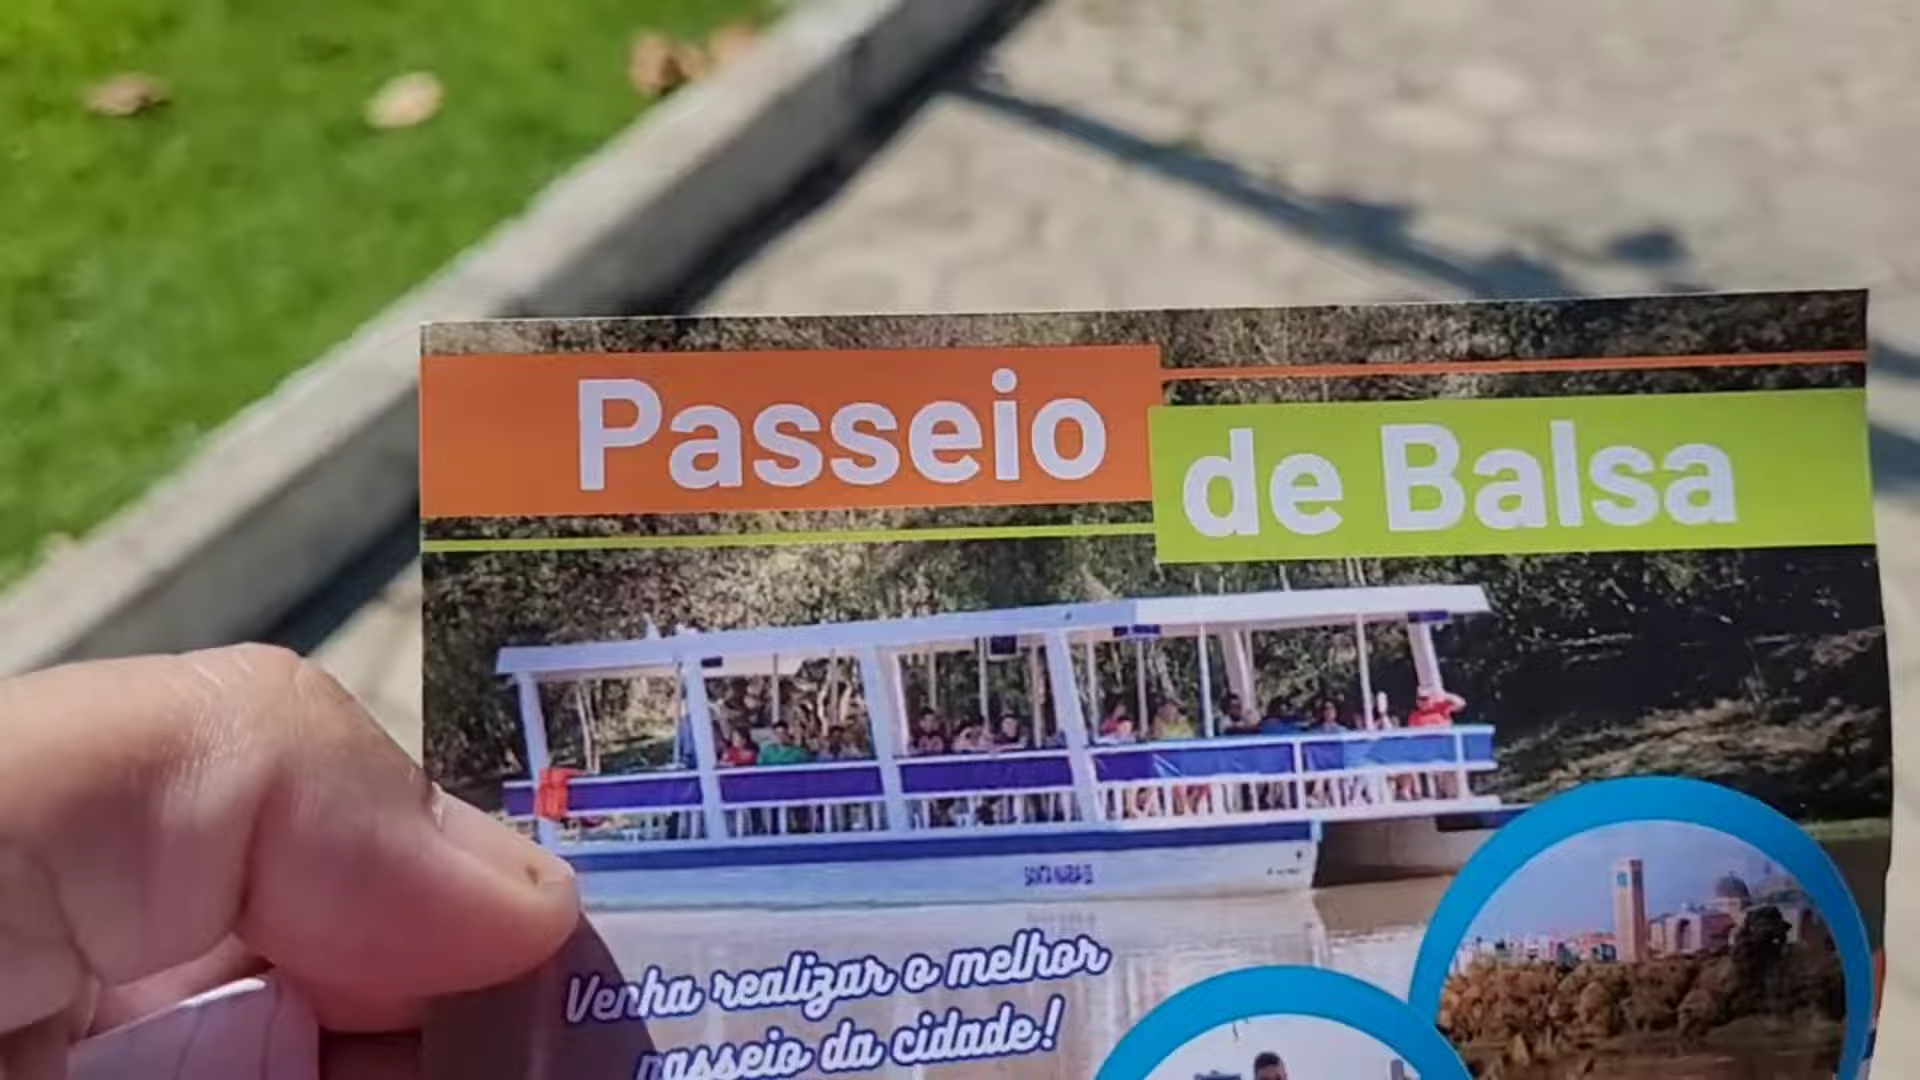 Passeio
de Balsa
Venha realizar o melhor
passeio da cidade!